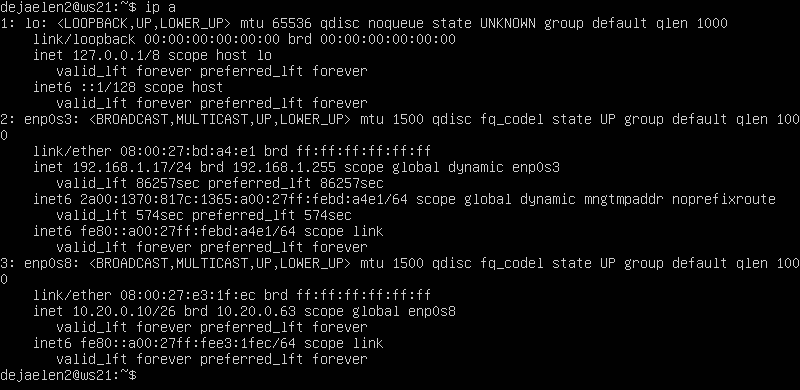 dejaelen2@ws21:~$ ip a
1: lo: <LOOPBACK,UP,LOWER_UP> mtu 65536 qdisc noqueue state UNKNOWN group default qlen 1000
    link/loopback 00:00:00:00:00:00 brd 00:00:00:00:00:00
    inet 127.0.0.1/8 scope host lo
       valid_lft forever preferred_lft forever
    inet6 ::1/128 scope host
       valid_lft forever preferred_lft forever
2: enp0s3: <BROADCAST,MULTICAST,UP,LOWER_UP> mtu 1500 qdisc fq_codel state UP group default qlen 100
0
    link/ether 08:00:27:bd:a4:e1 brd ff:ff:ff:ff:ff:ff
    inet 192.168.1.17/24 brd 192.168.1.255 scope global dynamic enp0s3
       valid_lft 86257sec preferred_lft 86257sec
    inet6 2a00:1370:817c:1365:a00:27ff:febd:a4e1/64 scope global dynamic mngtmpaddr noprefixroute
       valid_lft 574sec preferred_lft 574sec
    inet6 fe80::a00:27ff:febd:a4e1/64 scope link
       valid_lft forever preferred_lft forever
3: enp0s8: <BROADCAST,MULTICAST,UP,LOWER_UP> mtu 1500 qdisc fq_codel state UP group default qlen 100
0
    link/ether 08:00:27:e3:1f:ec brd ff:ff:ff:ff:ff:ff
    inet 10.20.0.10/26 brd 10.20.0.63 scope global enp0s8
       valid_lft forever preferred_lft forever
    inet6 fe80::a00:27ff:fee3:1fec/64 scope link
       valid_lft forever preferred_lft forever
dejaelen2@ws21:~$